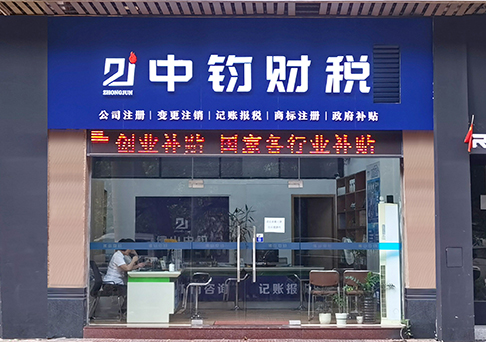 中钧财税
ZHONGJUN
公司注册 | 变更注销 | 记账报税 | 商标注册 | 政府补贴
创业补贴 国家各行业补贴
咨询
记账报